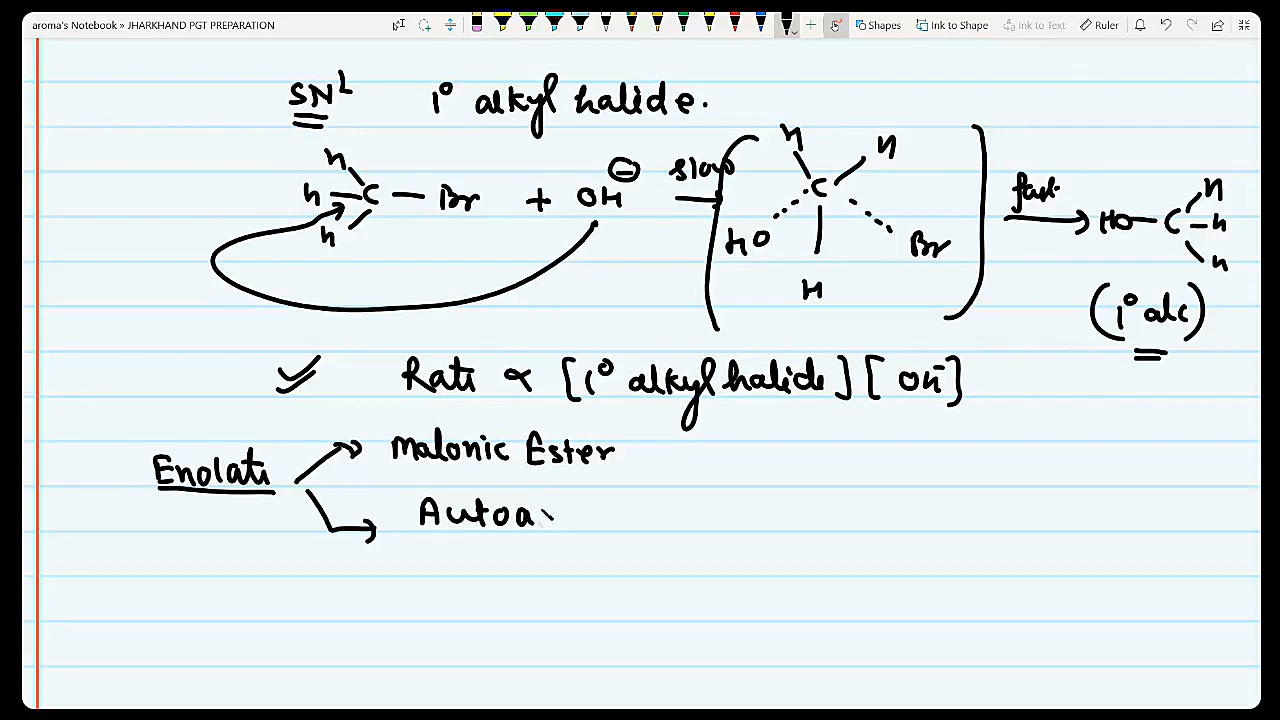 aroma's Notebook » JHARKHAND PGT PREPARATION
Shapes Ink to Shape Ink to Text Ruler
SN² 1° alkyl halide.
H H H C — Br + OH ⊖ slow H H C HO Br H fast HO — C H H H
(1° alc)
Rate ∝ [1° alkyl halide] [OH⁻]
Enolate → Malonic Ester
→ Autoa